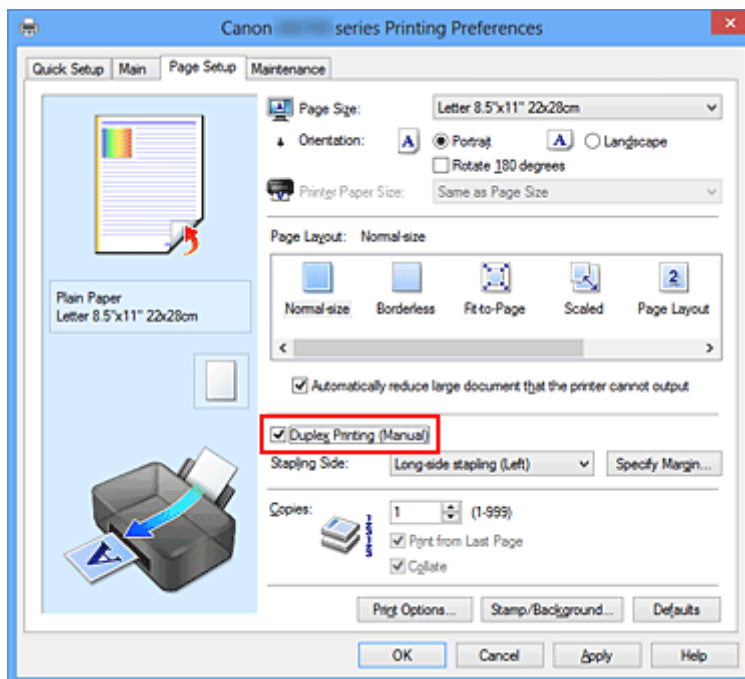 Canon series Printing Preferences
Quick Setup Main Page Setup Maintenance
Page Size: Letter 8.5"x11" 22x28cm
Orientation: A Portrait A Landscape
Rotate 180 degrees
Printer Paper Size: Same as Page Size
Page Layout: Normal-size
2
Normal-size Borderless Fit-to-Page Scaled Page Layout
Plain Paper
Letter 8.5"x11" 22x28cm
Automatically reduce large document that the printer cannot output
Duplex Printing (Manual)
Stapling Side: Long-side stapling (Left) Specify Margin...
Copies: 1 (1-999)
Print from Last Page
Collate
A
Print Options... Stamp/Background... Defaults
OK Cancel Apply Help